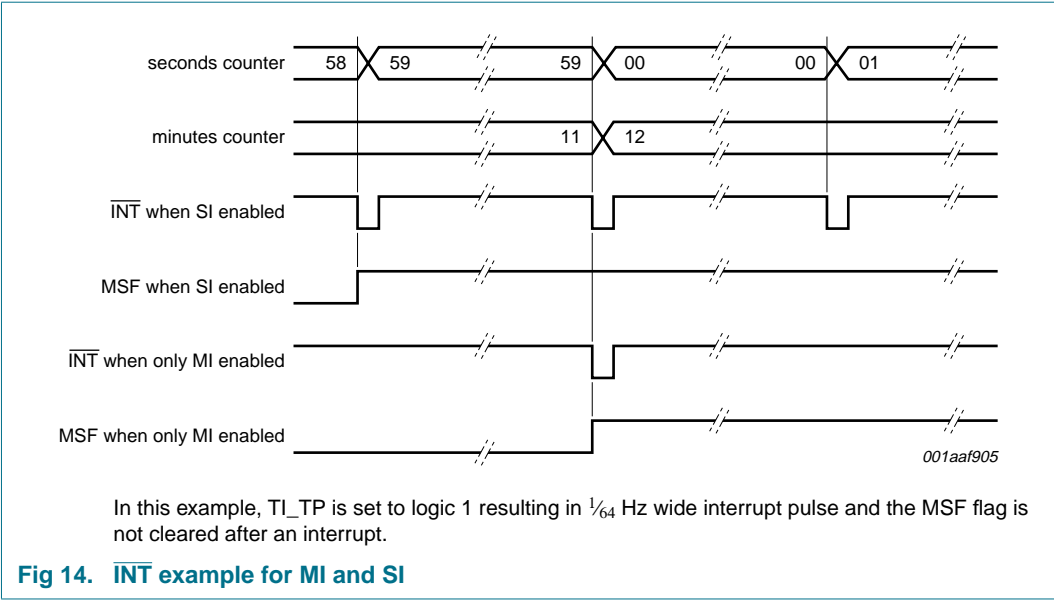 seconds counter 58 59 59 00 00 01
minutes counter 11 12
INT when SI enabled
MSF when SI enabled
INT when only MI enabled
MSF when only MI enabled
001aaf905
In this example, TI_TP is set to logic 1 resulting in 1⁄64 Hz wide interrupt pulse and the MSF flag is
not cleared after an interrupt.
Fig 14. INT example for MI and SI